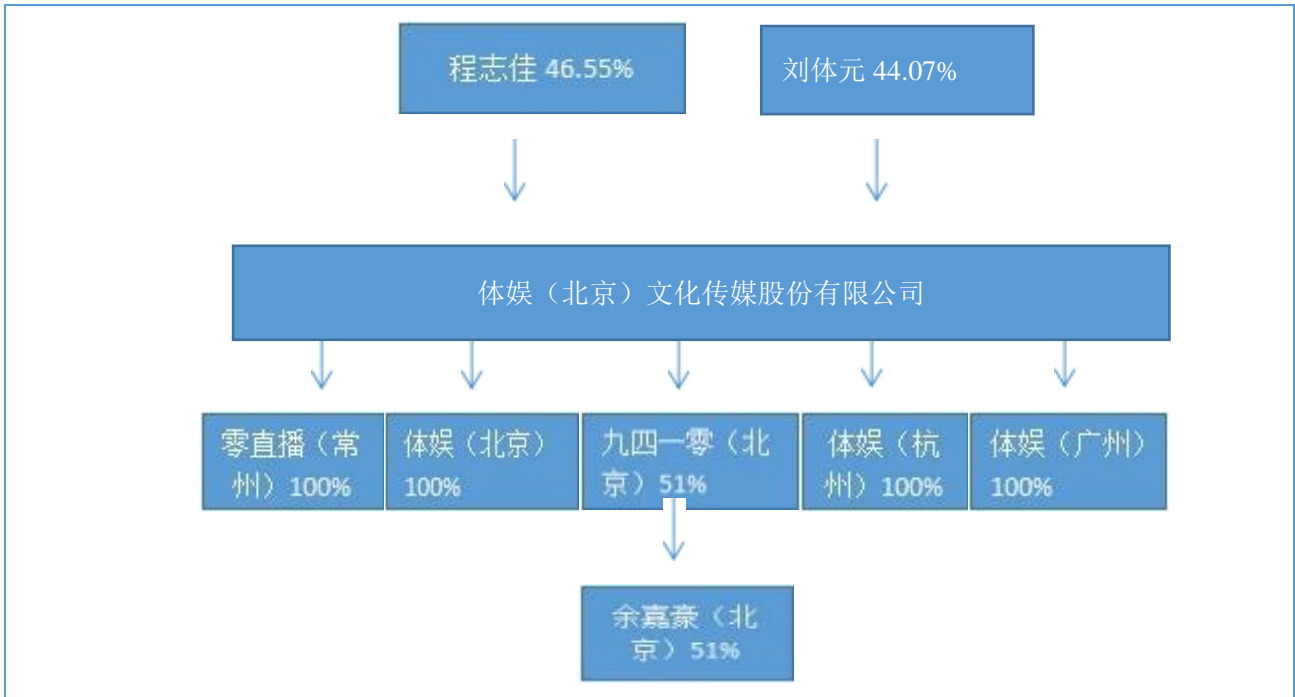 程志佳 46.55%
刘体元 44.07%
体娱（北京）文化传媒股份有限公司
零直播（常
州）100%
体娱（北京）
100%
九四一零（北
京）51%
体娱（杭
州）100%
体娱（广州）
100%
余嘉豪（北
京）51%